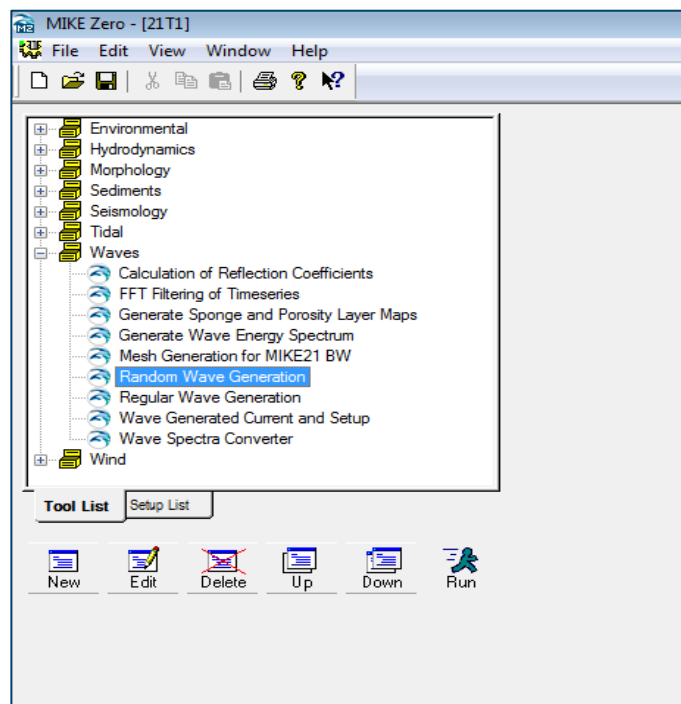 MIKE Zero - [21T1]
File Edit View Window Help
Environmental
Hydrodynamics
Morphology
Sediments
Seismology
Tidal
Waves
Calculation of Reflection Coefficients
FFT Filtering of Timeseries
Generate Sponge and Porosity Layer Maps
Generate Wave Energy Spectrum
Mesh Generation for MIKE21 BW
Random Wave Generation
Regular Wave Generation
Wave Generated Current and Setup
Wave Spectra Converter
Wind
Tool List Setup List
New Edit Delete Up Down Run